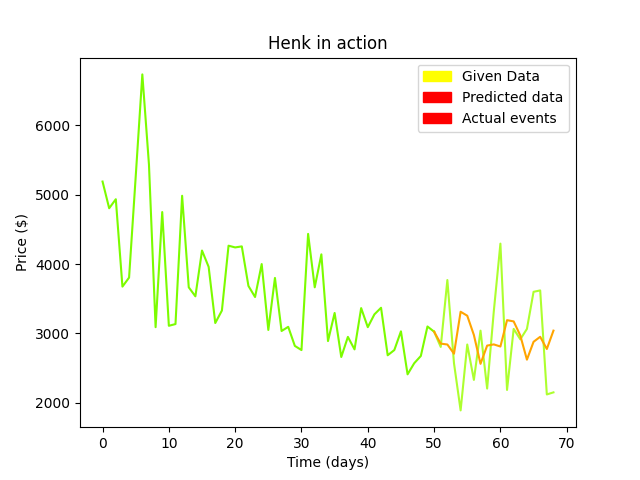 Henk in action
Given Data
Predicted data
Actual events
Price ($)
6000
5000
4000
3000
2000
0 10 20 30 40 50 60 70
Time (days)